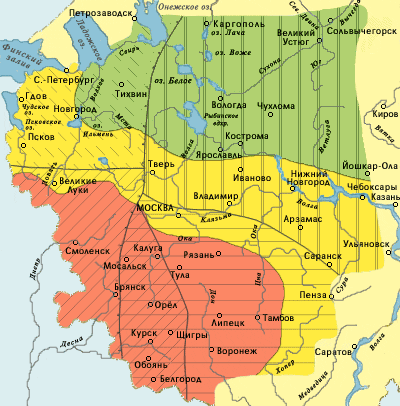 Петрозаводск
Онежское оз.
Ладожское оз.
Финский залив
Каргополь
оз. Лача
оз. Воже
Сев. Двина
Вычегда
Великий Устюг
Сольвычегорск
Свирь
С.-Петербург
оз. Белое
Сухона
Юг
Гдов
Чудское оз.
Псковское оз.
Новгород
Волхов
Тихвин
Вологда
Рыбинское вдхр.
Чухлома
Киров
оз. Ильмень
Мста
Псков
Кострома
Ветлуга
Вятка
Волга
Ярославль
Тверь
Иваново
Йошкар-Ола
Ловать
Великие Луки
Нижний Новгород
Чебоксары
Казань
Владимир
МОСКВА
Клязьма
Волга
Арзамас
Ока
Ока
Ульяновск
Смоленск
Калуга
Рязань
Мосальск
Саранск
Днепр
Тула
Цна
Дон
Сура
Брянск
Пенза
Орёл
Липецк
Тамбов
Десна
Курск
Щигры
Саратов
Волга
Обоянь
Воронеж
Хопер
Медведица
Белгород